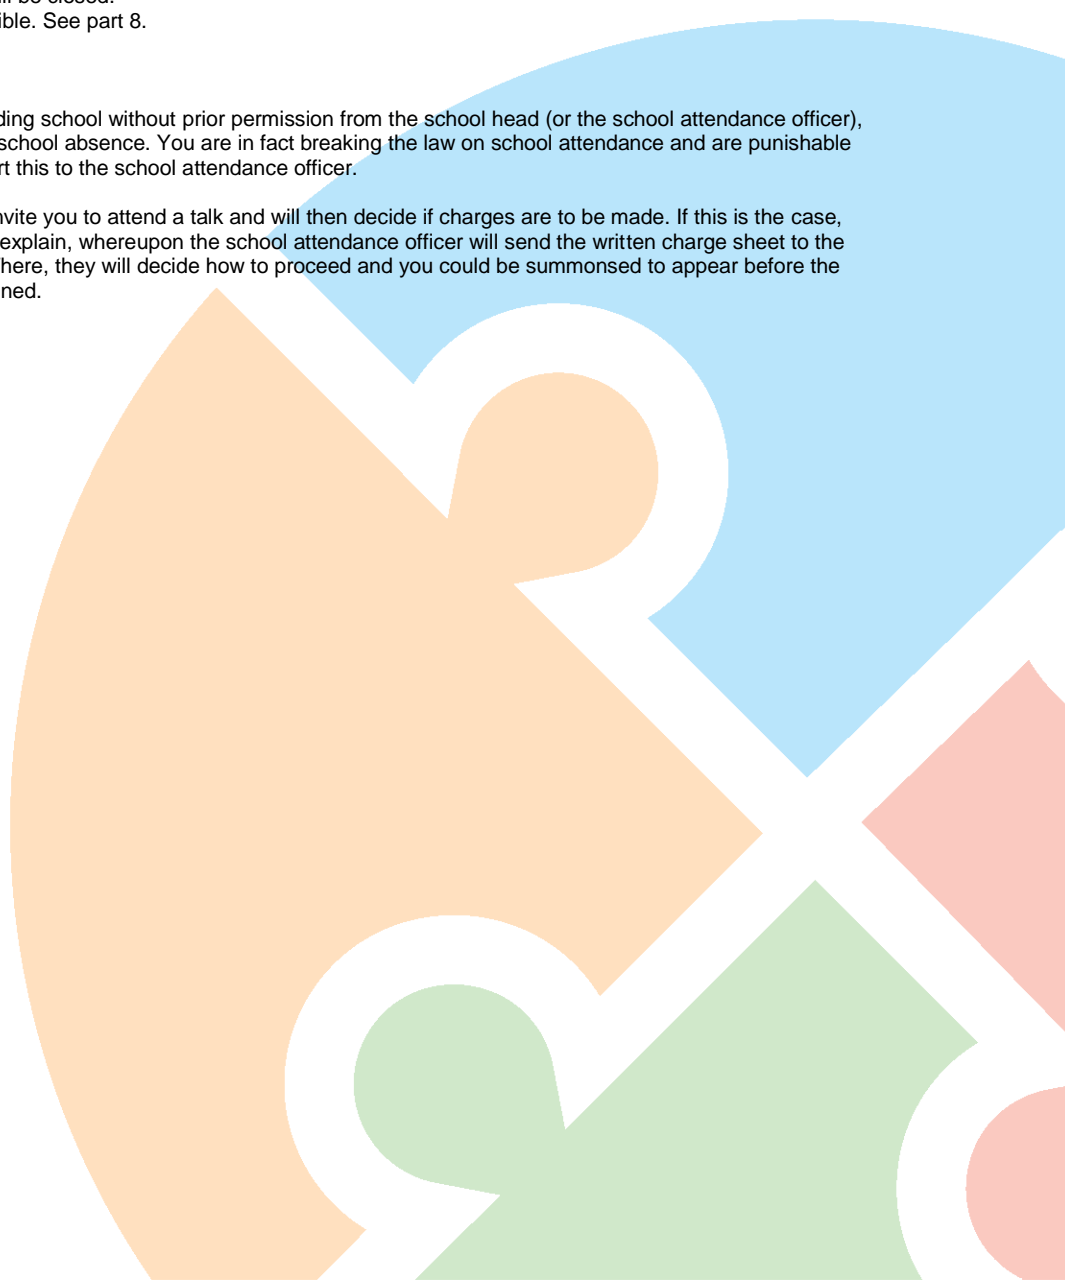 be closed.
ible. See part 8.
ding school without prior permission from the school head (or the school attendance officer),
school absence. You are in fact breaking the law on school attendance and are punishable
rt this to the school attendance officer.
nvite you to attend a talk and will then decide if charges are to be made. If this is the case,
explain, whereupon the school attendance officer will send the written charge sheet to the
here, they will decide how to proceed and you could be summonsed to appear before the
ned.